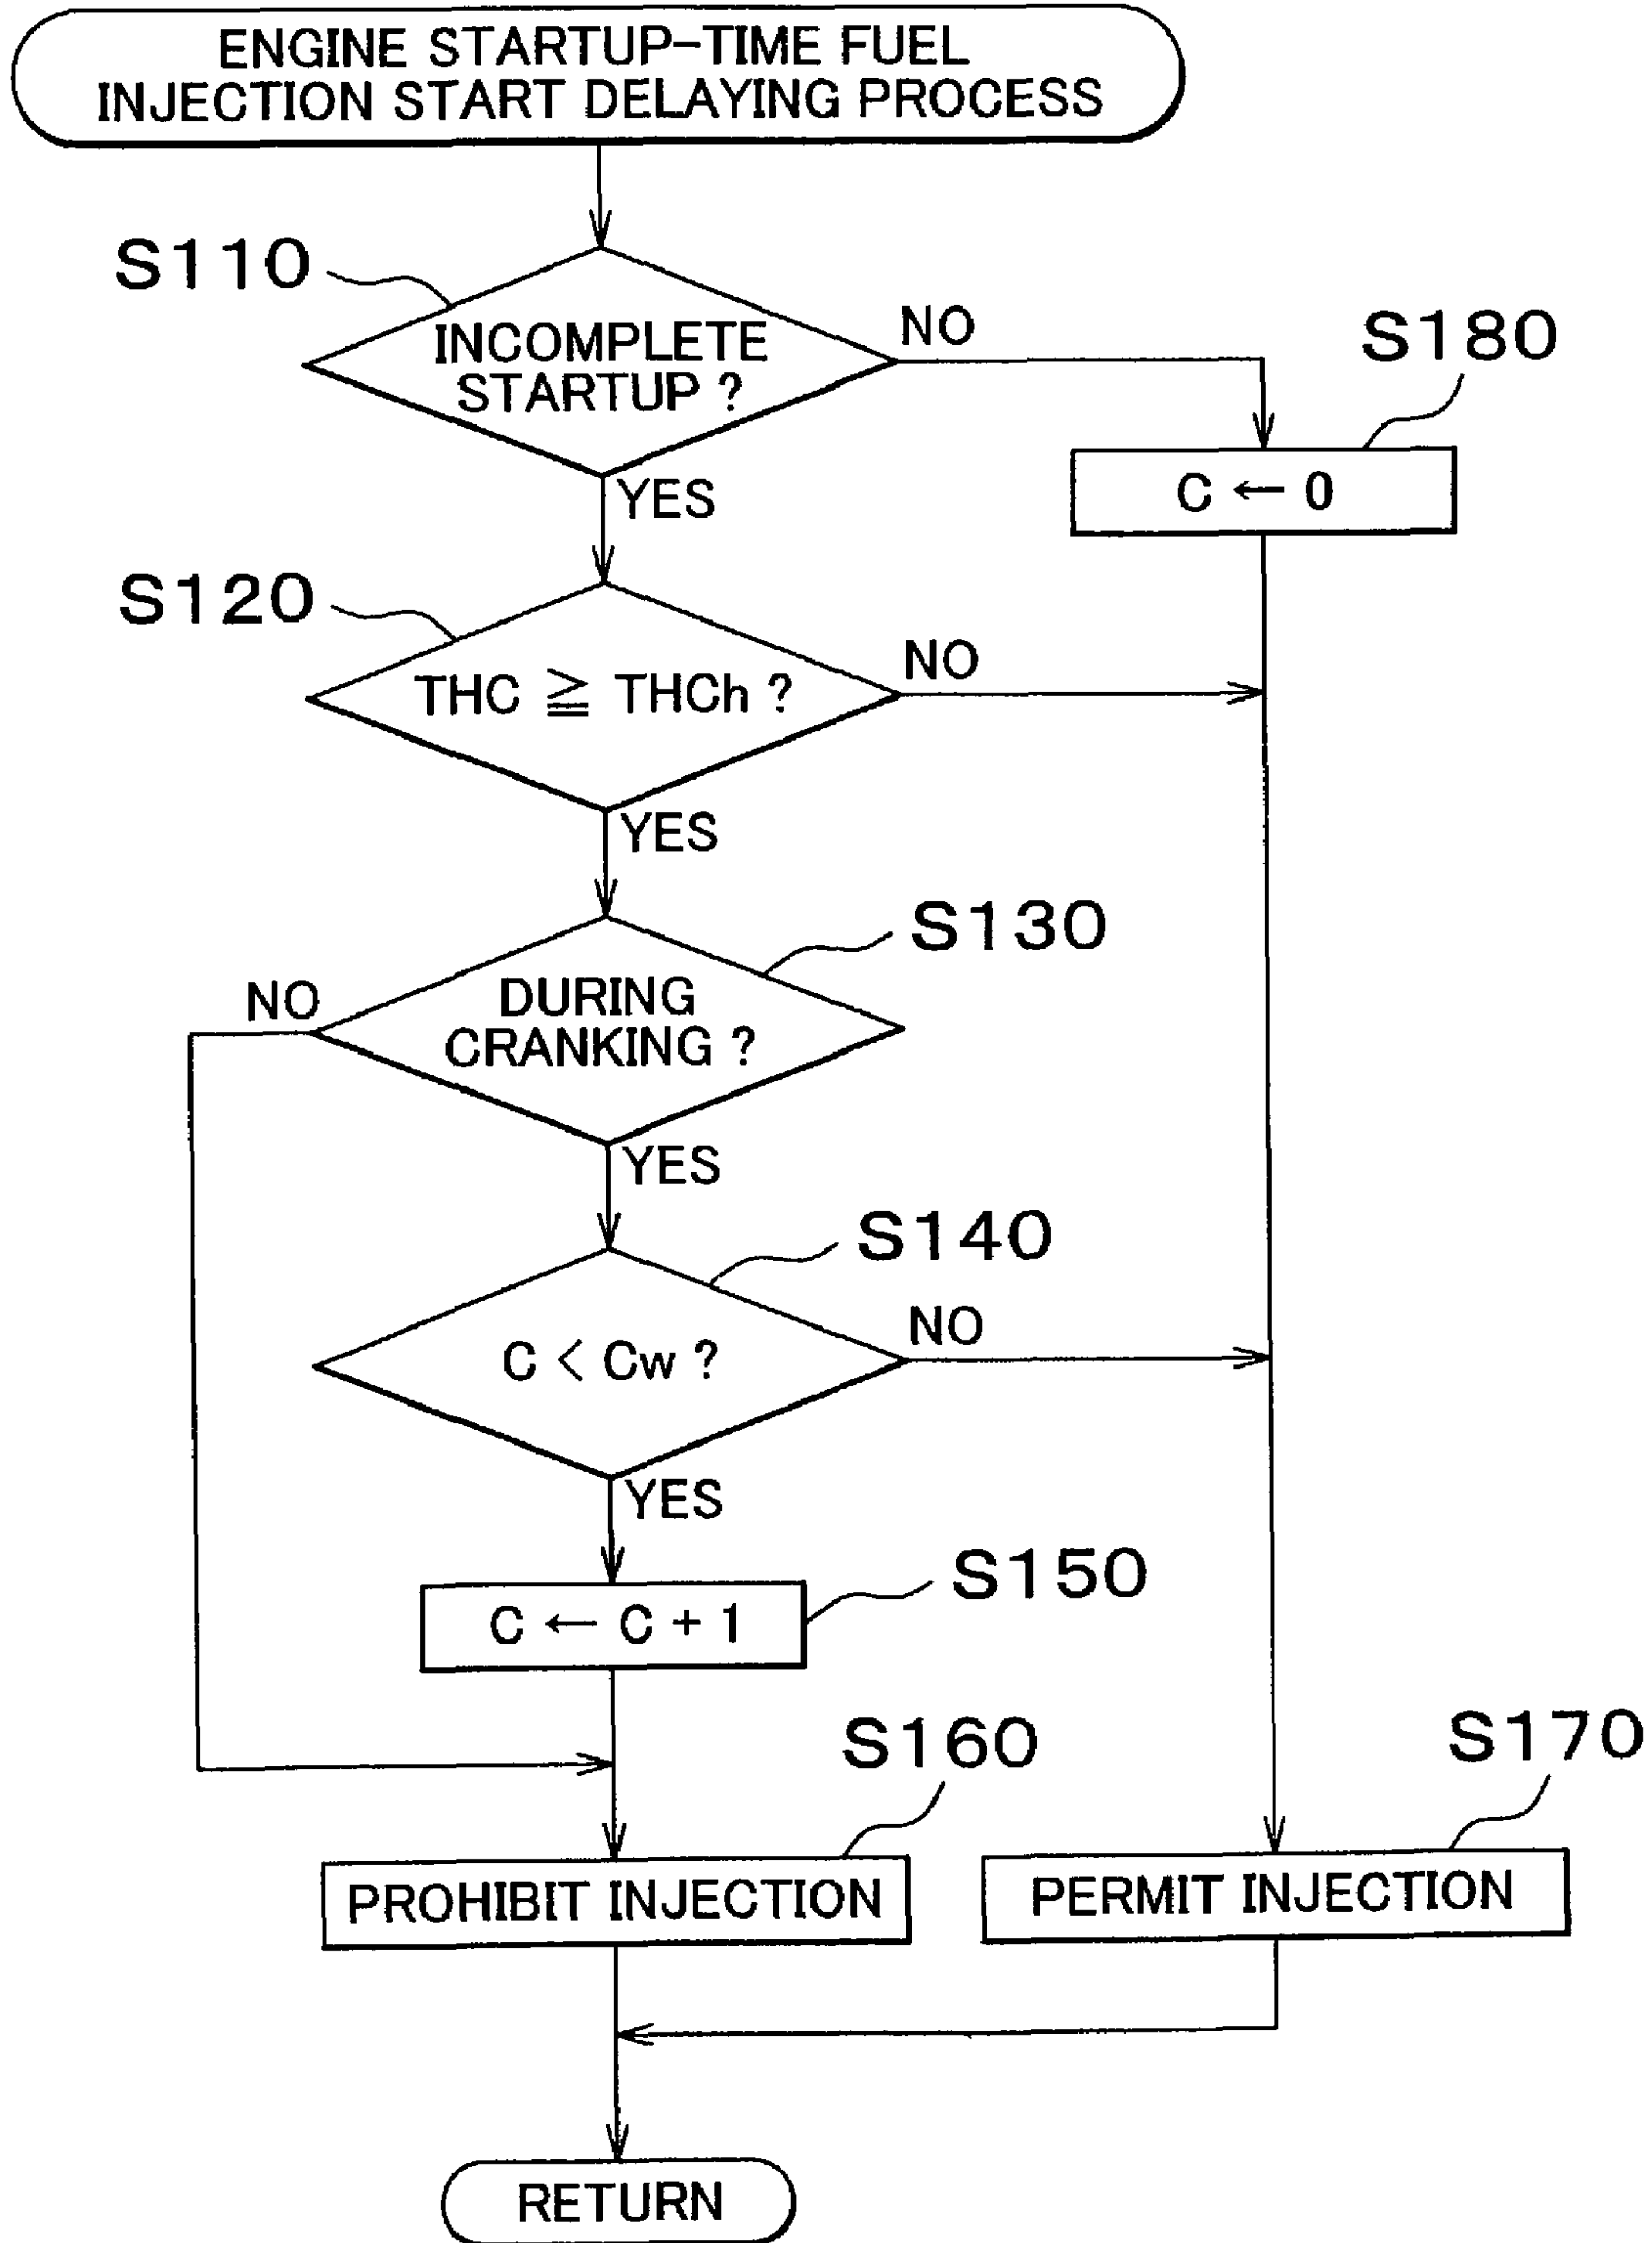 ENGINE STARTUP-TIME FUEL
INJECTION START DELAYING PROCESS
S110
INCOMPLETE
STARTUP ?
NO
YES
S180
C ← 0
S120
THC ≧ THCh ?
NO
YES
S130
DURING
CRANKING ?
NO
YES
S140
C < Cw ?
NO
YES
S150
C ← C + 1
S160
PROHIBIT INJECTION
S170
PERMIT INJECTION
RETURN